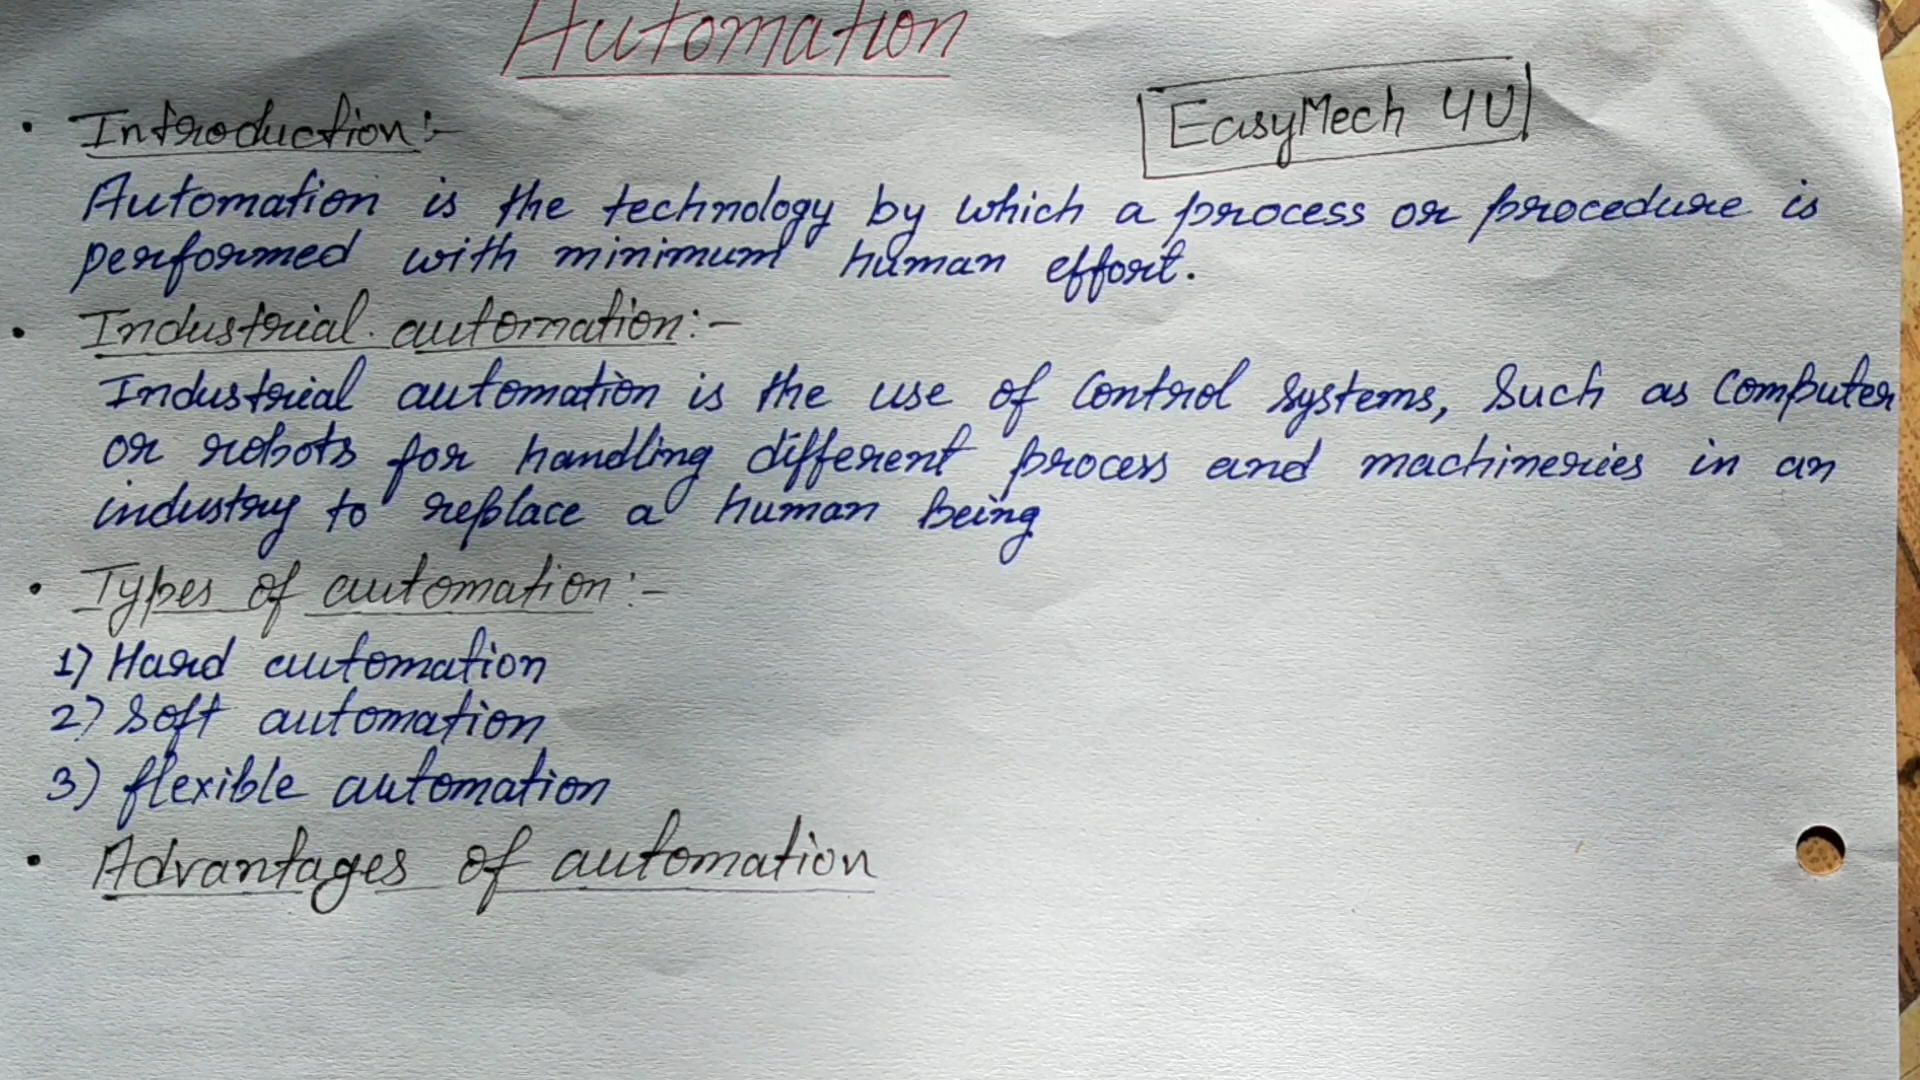 Automation
EasyMech 4U
• Introduction:-
Automation is the technology by which a process or procedure is
performed with minimum human effort.
• Industrial automation:-
Industrial automation is the use of Control Systems, Such as Computer
or robots for handling different process and machineries in an
industry to replace a human being
• Types of automation:-
1) Hard automation
2) Soft automation
3) flexible automation
• Advantages of automation